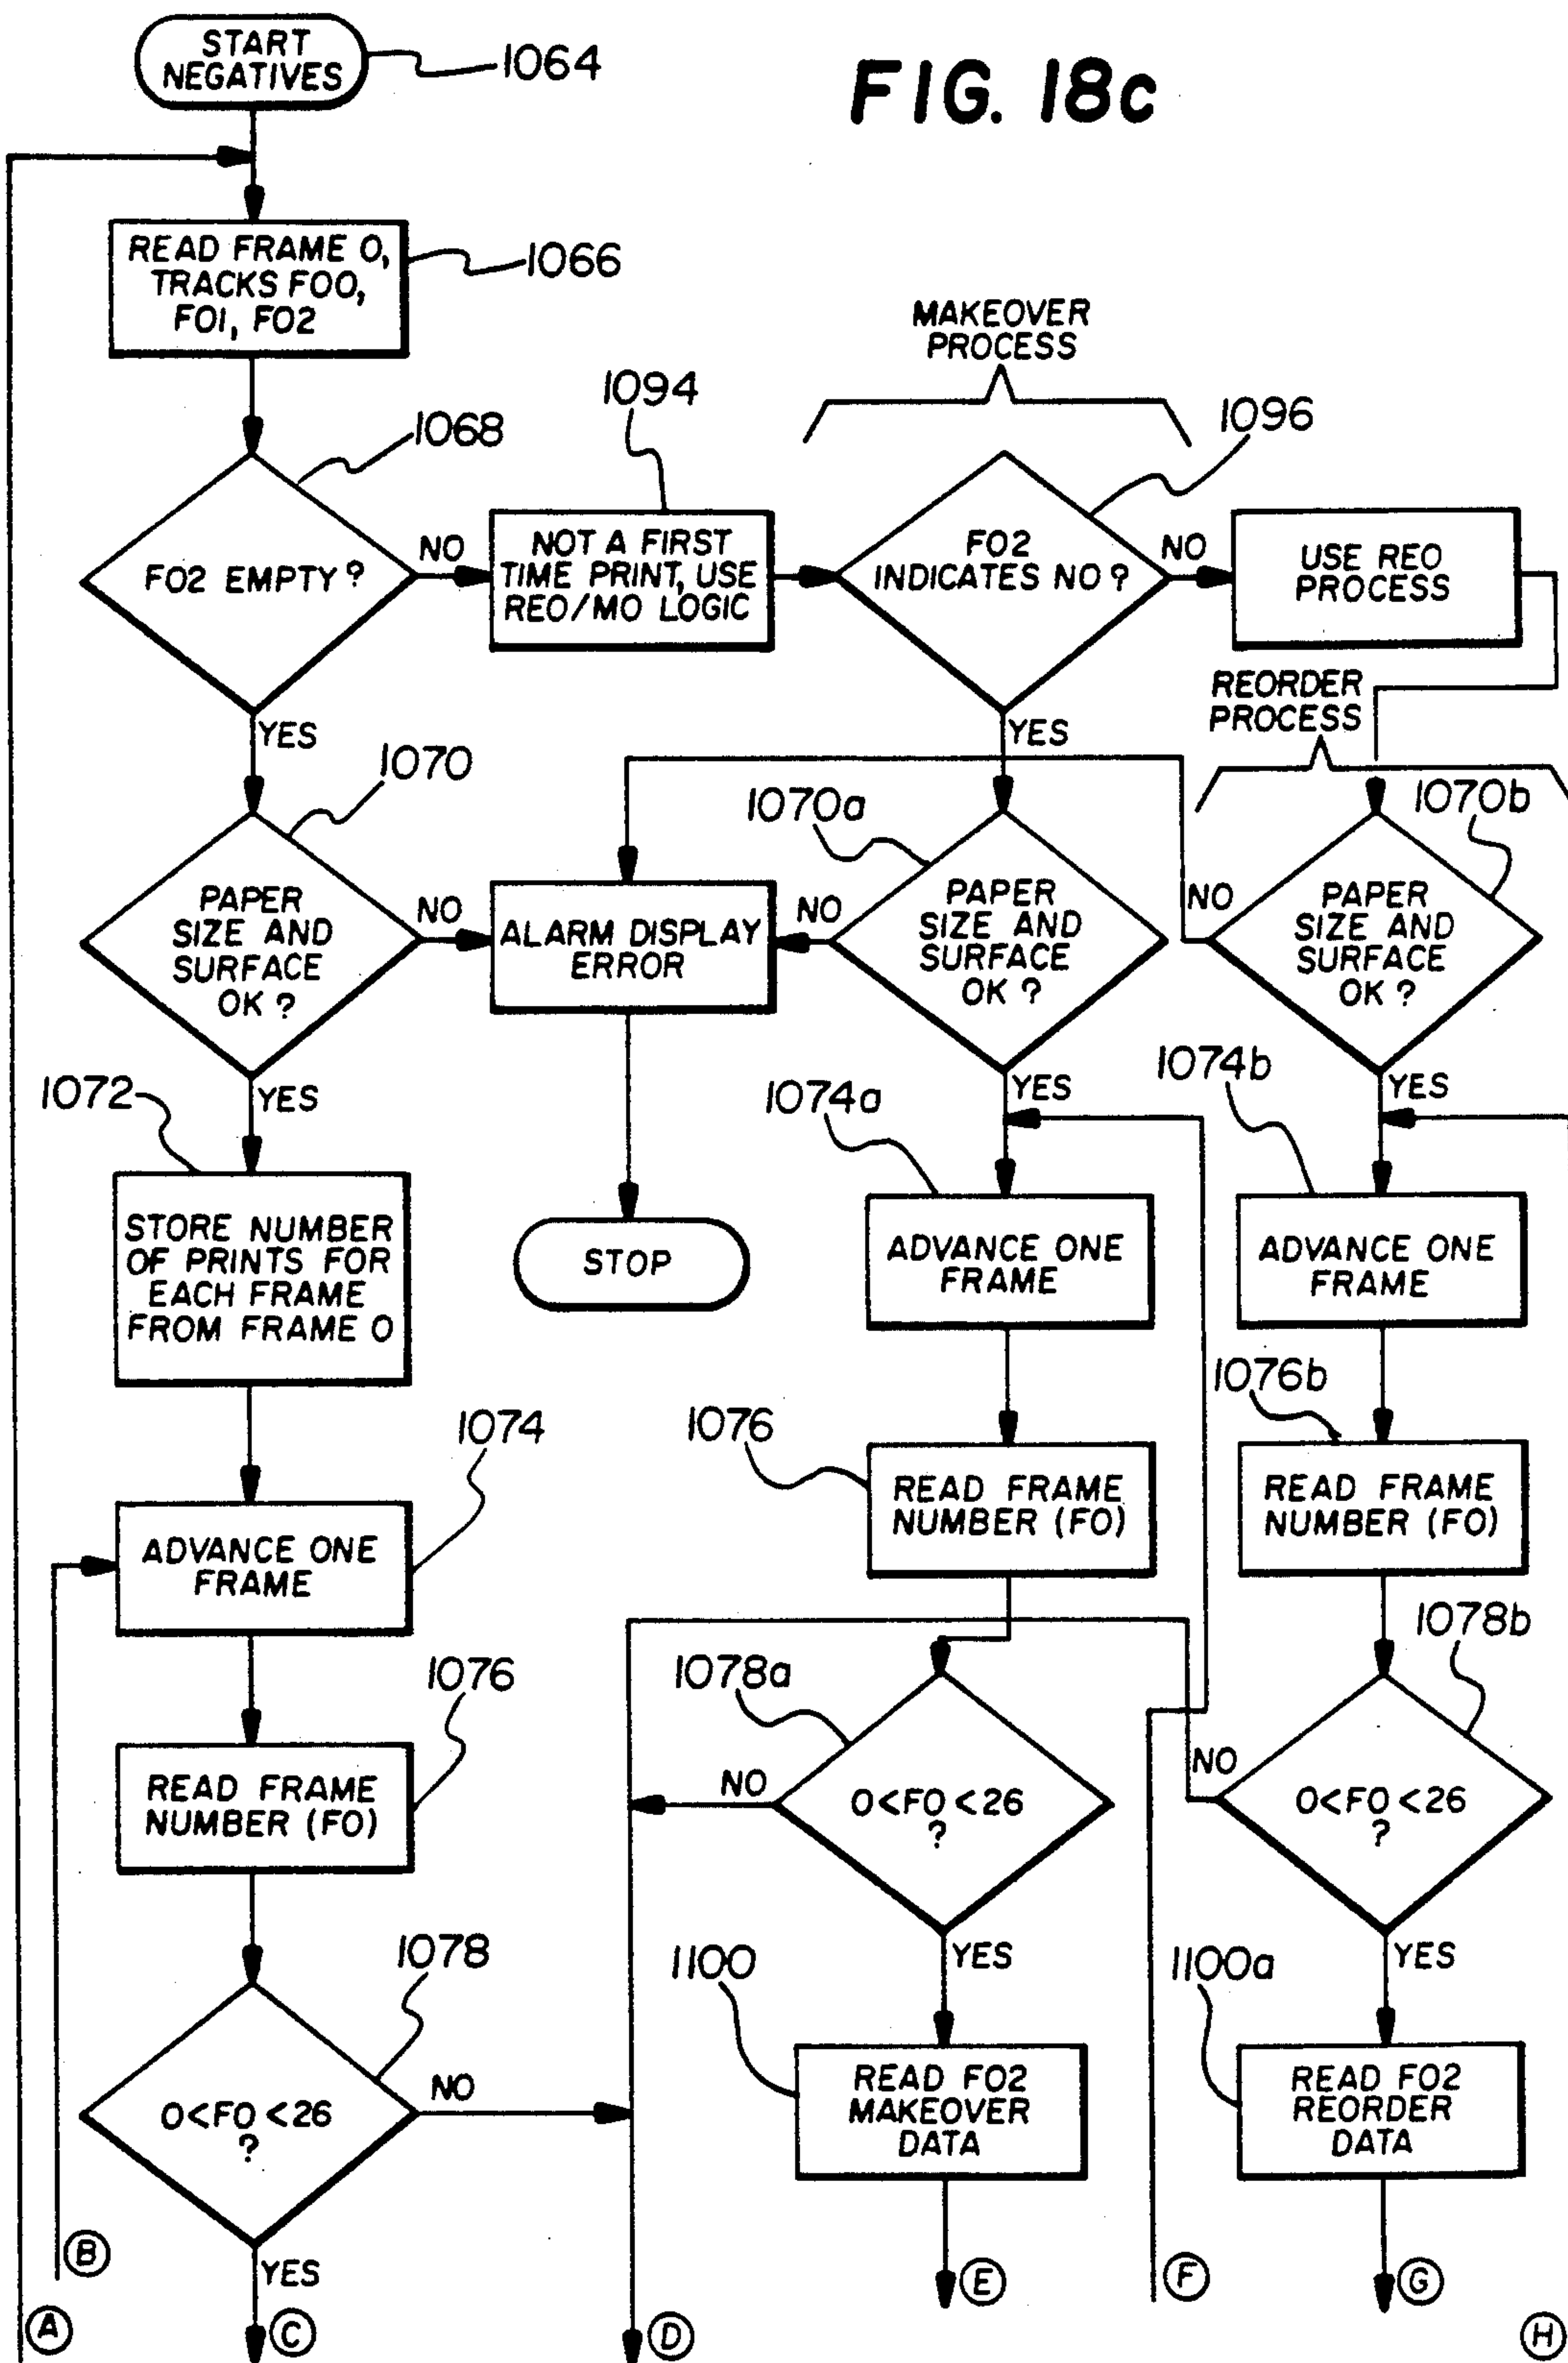 FIG. 18c
START
NEGATIVES
1064
READ FRAME 0,
TRACKS F00,
F01, F02
1066
MAKEOVER
PROCESS
1068
F02 EMPTY?
NO
YES
1094
NOT A FIRST
TIME PRINT, USE
REO/MO LOGIC
1096
F02
INDICATES NO?
NO
YES
USE REO
PROCESS
REORDER
PROCESS
1070
PAPER
SIZE AND
SURFACE
OK?
NO
YES
ALARM DISPLAY
ERROR
STOP
1070a
PAPER
SIZE AND
SURFACE
OK?
NO
YES
1070b
PAPER
SIZE AND
SURFACE
OK?
NO
YES
1072
STORE NUMBER
OF PRINTS FOR
EACH FRAME
FROM FRAME 0
1074a
ADVANCE ONE
FRAME
1074b
ADVANCE ONE
FRAME
1074
ADVANCE ONE
FRAME
1076
READ FRAME
NUMBER (F0)
1076b
READ FRAME
NUMBER (F0)
1076
READ FRAME
NUMBER (F0)
1078a
0<F0<26
?
NO
YES
1078b
0<F0<26
?
NO
YES
1078
0<F0<26
?
NO
YES
1100
READ F02
MAKEOVER
DATA
1100a
READ F02
REORDER
DATA
A
B
C
D
E
F
G
H